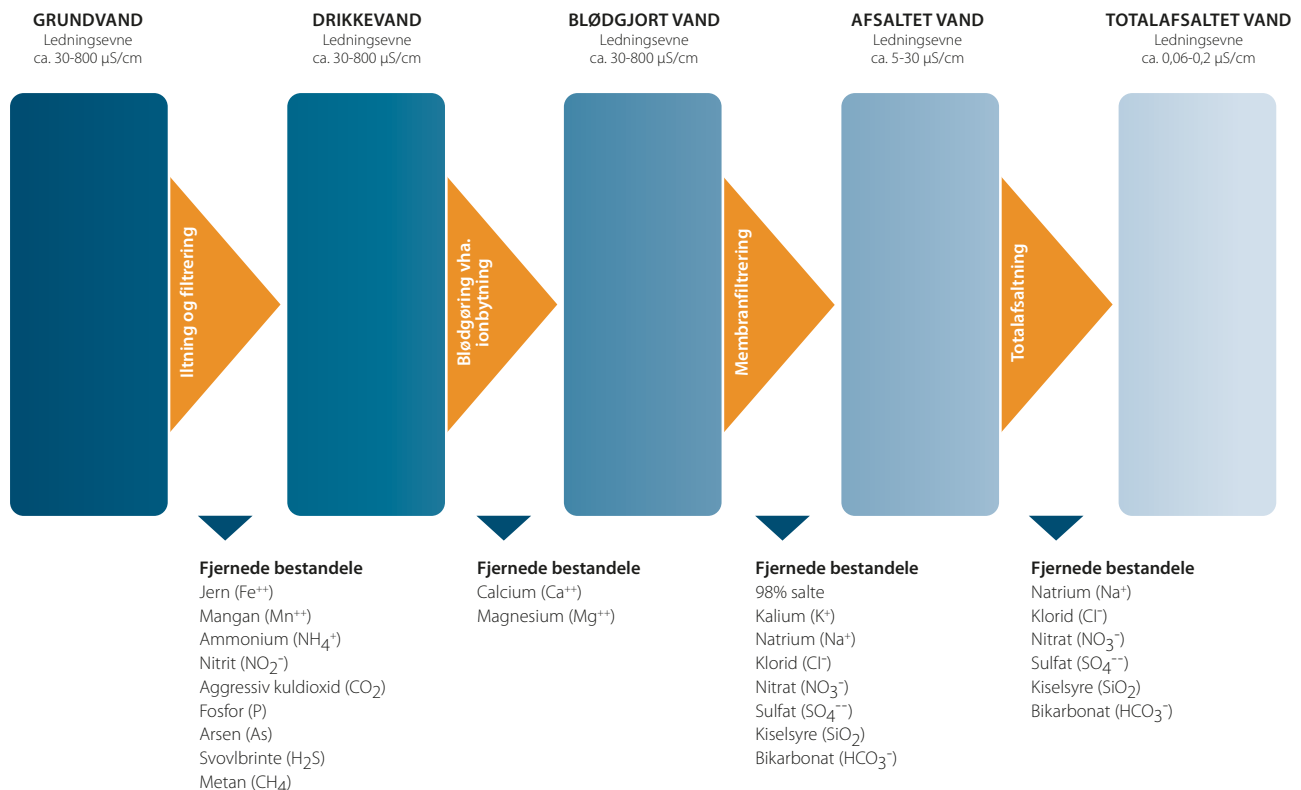 GRUNDVAND
Ledningsevne
ca. 30-800 µS/cm
DRIKKEVAND
Ledningsevne
ca. 30-800 µS/cm
BLØDGJORT VAND
Ledningsevne
ca. 30-800 µS/cm
AFSALTET VAND
Ledningsevne
ca. 5-30 µS/cm
TOTALAFSALTET VAND
Ledningsevne
ca. 0,06-0,2 µS/cm
Iltning og filtrering
Blødgøring vha.
ionbytning
Membranfiltrering
Totalafsaltning
Fjernede bestandele
Jern (Fe⁺⁺)
Mangan (Mn⁺⁺)
Ammonium (NH₄⁺)
Nitrit (NO₂⁻)
Aggressiv kuldioxid (CO₂)
Fosfor (P)
Arsen (As)
Svovlbrinte (H₂S)
Metan (CH₄)
Fjernede bestandele
Calcium (Ca⁺⁺)
Magnesium (Mg⁺⁺)
Fjernede bestandele
98% salte
Kalium (K⁺)
Natrium (Na⁺)
Klorid (Cl⁻)
Nitrat (NO₃⁻)
Sulfat (SO₄⁻⁻)
Kiselsyre (SiO₂)
Bikarbonat (HCO₃⁻)
Fjernede bestandele
Natrium (Na⁺)
Klorid (Cl⁻)
Nitrat (NO₃⁻)
Sulfat (SO₄⁻⁻)
Kiselsyre (SiO₂)
Bikarbonat (HCO₃⁻)